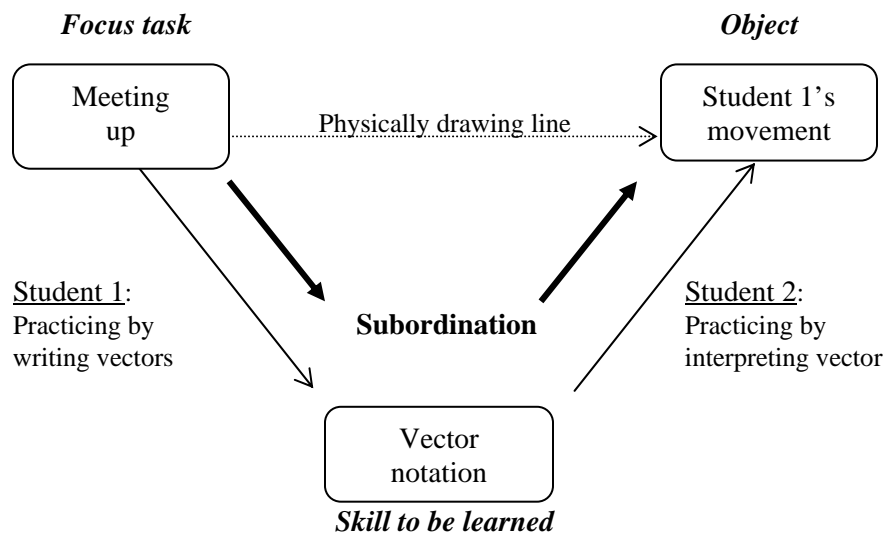 Focus task
Object
Meeting
up
Physically drawing line
Student 1’s
movement
Student 1:
Practicing by
writing vectors
Subordination
Student 2:
Practicing by
interpreting vector
Vector
notation
Skill to be learned